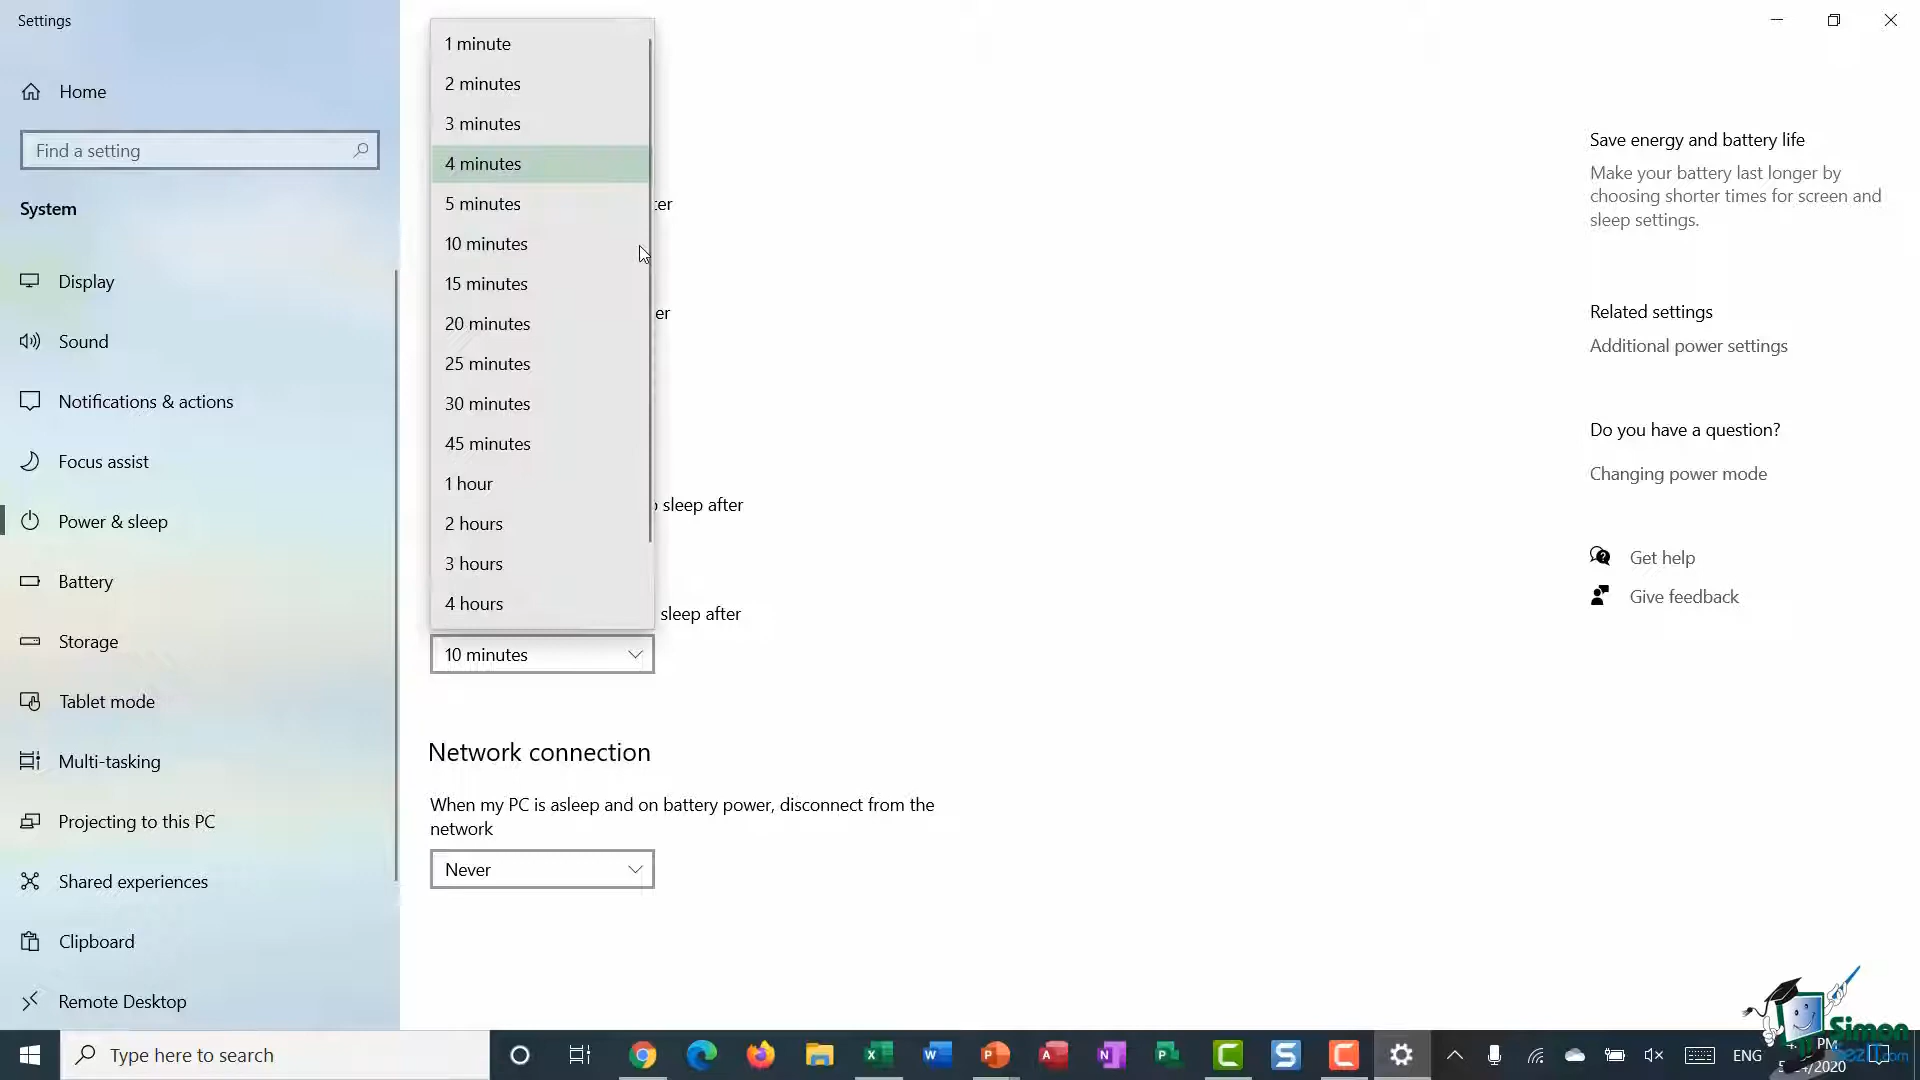 Settings
Home
Find a setting
System
Display
Sound
Notifications & actions
Focus assist
Power & sleep
Battery
Storage
Tablet mode
Multi-tasking
Projecting to this PC
Shared experiences
Clipboard
Remote Desktop
1 minute
2 minutes
3 minutes
4 minutes
5 minutes
10 minutes
15 minutes
20 minutes
25 minutes
30 minutes
45 minutes
1 hour
2 hours
3 hours
4 hours
er
sleep after
sleep after
10 minutes
Network connection
When my PC is asleep and on battery power, disconnect from the
network
Never
Save energy and battery life
Make your battery last longer by
choosing shorter times for screen and
sleep settings.
Related settings
Additional power settings
Do you have a question?
Changing power mode
Get help
Give feedback
Type here to search
ENG
PM
Simon